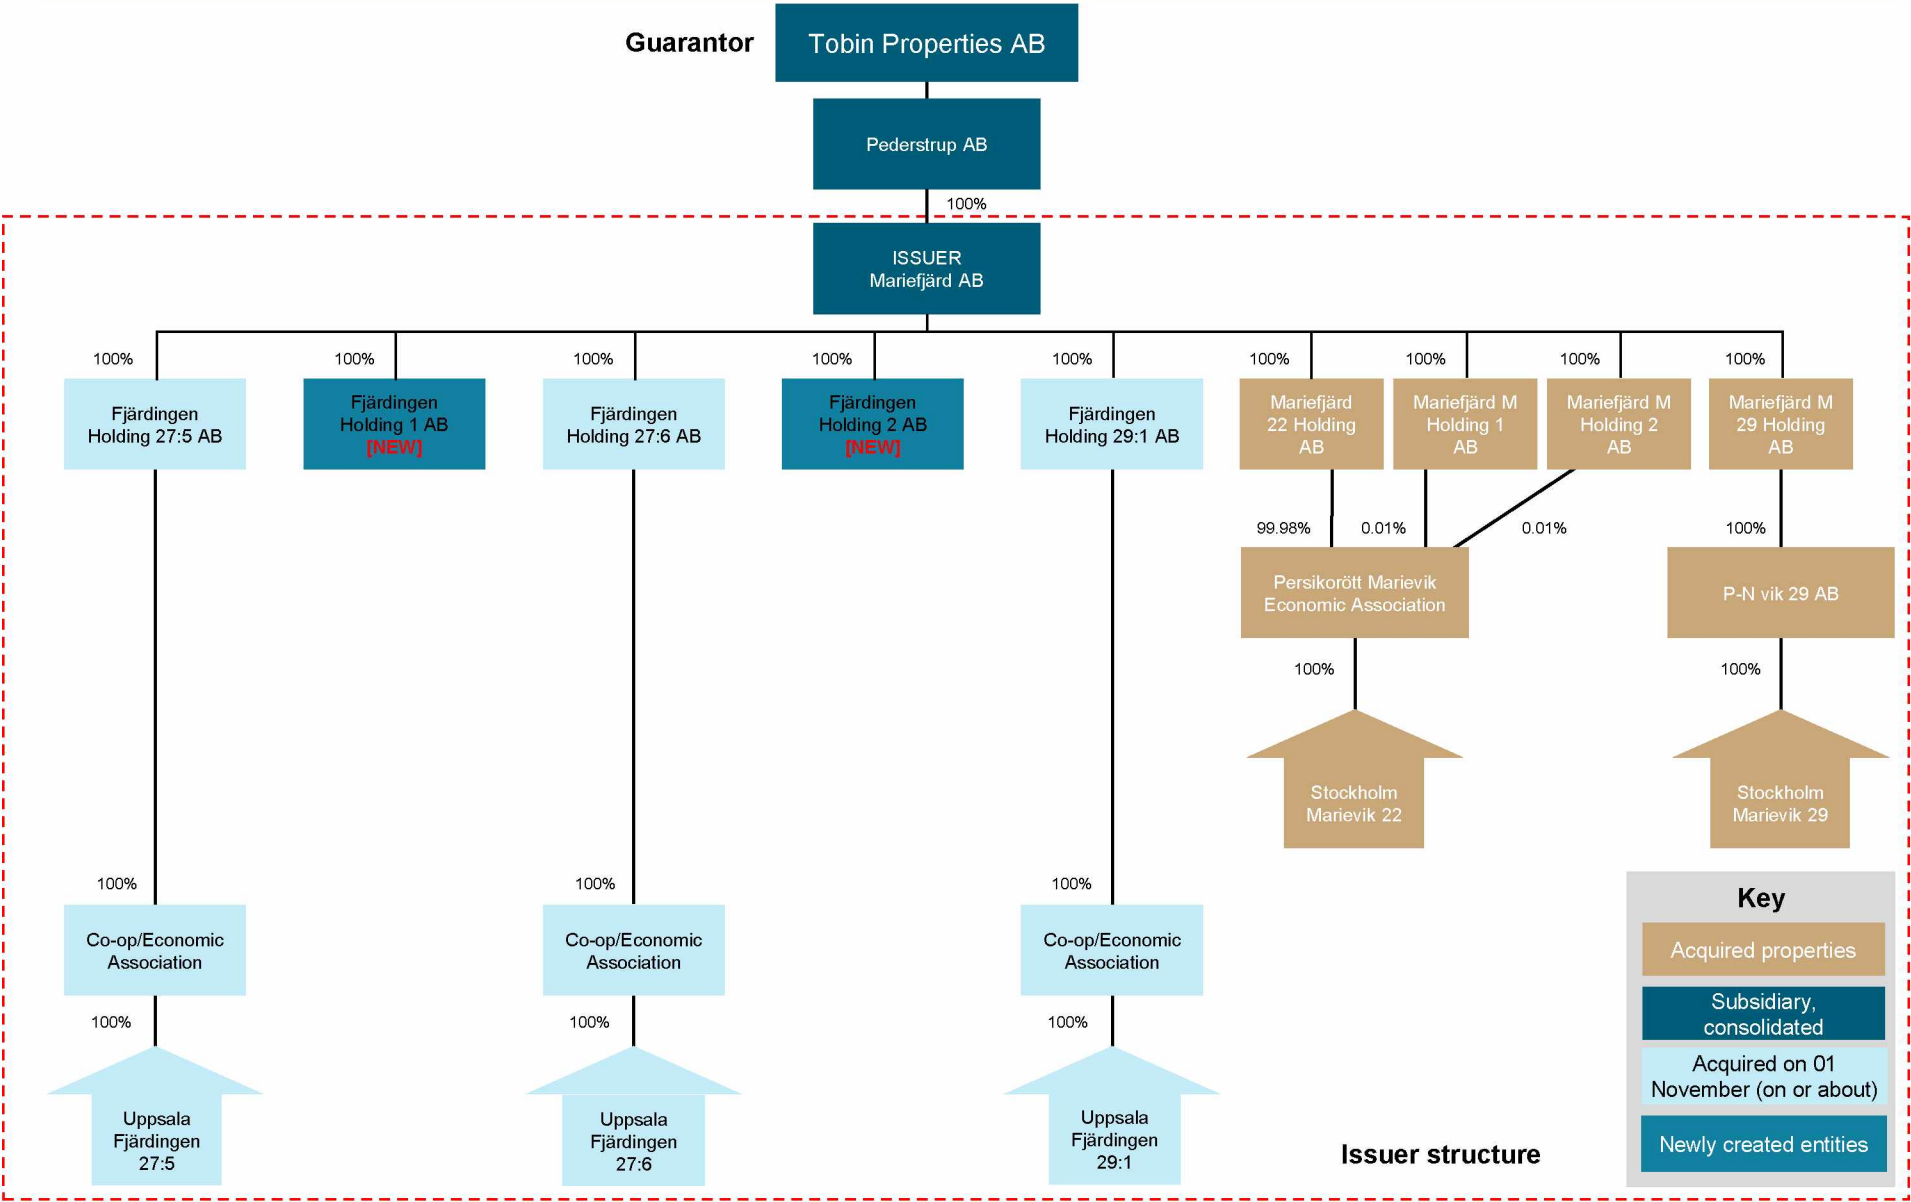 Guarantor
Tobin Properties AB
Pederstrup AB
100%
ISSUER
Mariefjärd AB
100%
100%
100%
100%
100%
100%
100%
100%
100%
Fjärdingen
Holding 27:5 AB
Fjärdingen
Holding 1 AB
[NEW]
Fjärdingen
Holding 27:6 AB
Fjärdingen
Holding 2 AB
[NEW]
Fjärdingen
Holding 29:1 AB
Mariefjärd
22 Holding
AB
Mariefjärd M
Holding 1
AB
Mariefjärd M
Holding 2
AB
Mariefjärd M
29 Holding
AB
99.98%
0.01%
0.01%
100%
Persikorött Marievik
Economic Association
P-N vik 29 AB
100%
100%
Stockholm
Marievik 22
Stockholm
Marievik 29
100%
100%
100%
Co-op/Economic
Association
Co-op/Economic
Association
Co-op/Economic
Association
100%
100%
100%
Uppsala
Fjärdingen
27:5
Uppsala
Fjärdingen
27:6
Uppsala
Fjärdingen
29:1
Issuer structure
Key
Acquired properties
Subsidiary,
consolidated
Acquired on 01
November (on or about)
Newly created entities